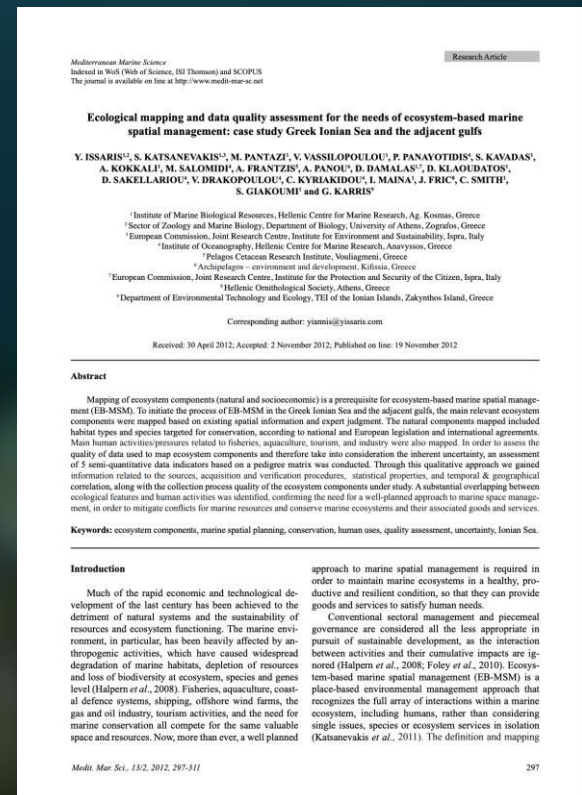 Research Article
Mediterranean Marine Science
Indexed in WoS (Web of Science, ISI Thomson) and SCOPUS
The journal is available on line at http://www.medit-mar-sc.net
Ecological mapping and data quality assessment for the needs of ecosystem-based marine
spatial management: case study Greek Ionian Sea and the adjacent gulfs
Y. ISSARIS1,2, S. KATSANEVAKIS1,3, M. PANTAZI1, V. VASSILOPOULOU1, P. PANAYOTIDIS4, S. KAVADAS1,
A. KOKKALI1, M. SALOMIDI4, A. FRANTZIS5, A. PANOU6, D. DAMALAS1,7, D. KLAOUDATOS1,
D. SAKELLARIOU4, V. DRAKOPOULOU4, C. KYRIAKIDOU4, I. MAINA1, J. FRIC8, C. SMITH1,
S. GIAKOUMI1 and G. KARRIS9
1 Institute of Marine Biological Resources, Hellenic Centre for Marine Research, Ag. Kosmas, Greece
2 Sector of Zoology and Marine Biology, Department of Biology, University of Athens, Zografos, Greece
3 European Commission, Joint Research Centre, Institute for Environment and Sustainability, Ispra, Italy
4 Institute of Oceanography, Hellenic Centre for Marine Research, Anavyssos, Greece
5 Pelagos Cetacean Research Institute, Vouliagmeni, Greece
6 Archipelagos – environment and development, Kifissia, Greece
7 European Commission, Joint Research Centre, Institute for the Protection and Security of the Citizen, Ispra, Italy
8 Hellenic Ornithological Society, Athens, Greece
9 Department of Environmental Technology and Ecology, TEI of the Ionian Islands, Zakynthos Island, Greece
Corresponding author: yiannis@yissaris.com
Received: 30 April 2012; Accepted: 2 November 2012; Published on line: 19 November 2012
Abstract
Mapping of ecosystem components (natural and socioeconomic) is a prerequisite for ecosystem-based marine spatial manage-
ment (EB-MSM). To initiate the process of EB-MSM in the Greek Ionian Sea and the adjacent gulfs, the main relevant ecosystem
components were mapped based on existing spatial information and expert judgment. The natural components mapped included
habitat types and species targeted for conservation, according to national and European legislation and international agreements.
Main human activities/pressures related to fisheries, aquaculture, tourism, and industry were also mapped. In order to assess the
quality of data used to map ecosystem components and therefore take into consideration the inherent uncertainty, an assessment
of 5 semi-quantitative data indicators based on a pedigree matrix was conducted. Through this qualitative approach we gained
information related to the sources, acquisition and verification procedures, statistical properties, and temporal & geographical
correlation, along with the collection process quality of the ecosystem components under study. A substantial overlapping between
ecological features and human activities was identified, confirming the need for a well-planned approach to marine space manage-
ment, in order to mitigate conflicts for marine resources and conserve marine ecosystems and their associated goods and services.
Keywords: ecosystem components, marine spatial planning, conservation, human uses, quality assessment, uncertainty, Ionian Sea.
Introduction
Much of the rapid economic and technological de-
velopment of the last century has been achieved to the
detriment of natural systems and the sustainability of
resources and ecosystem functioning. The marine envi-
ronment, in particular, has been heavily affected by an-
thropogenic activities, which have caused widespread
degradation of marine habitats, depletion of resources
and loss of biodiversity at ecosystem, species and genes
level (Halpern et al., 2008). Fisheries, aquaculture, coast-
al defence systems, shipping, offshore wind farms, the
gas and oil industry, tourism activities, and the need for
marine conservation all compete for the same valuable
space and resources. Now, more than ever, a well planned
approach to marine spatial management is required in
order to maintain marine ecosystems in a healthy, pro-
ductive and resilient condition, so that they can provide
goods and services to satisfy human needs.
Conventional sectoral management and piecemeal
governance are considered all the less appropriate in
pursuit of sustainable development, as the interaction
between activities and their cumulative impacts are ig-
nored (Halpern et al., 2008; Foley et al., 2010). Ecosys-
tem-based marine spatial management (EB-MSM) is a
place-based environmental management approach that
recognizes the full array of interactions within a marine
ecosystem, including humans, rather than considering
single issues, species or ecosystem services in isolation
(Katsanevakis et al., 2011). The definition and mapping
Medit. Mar. Sci., 13/2, 2012, 297-311
297